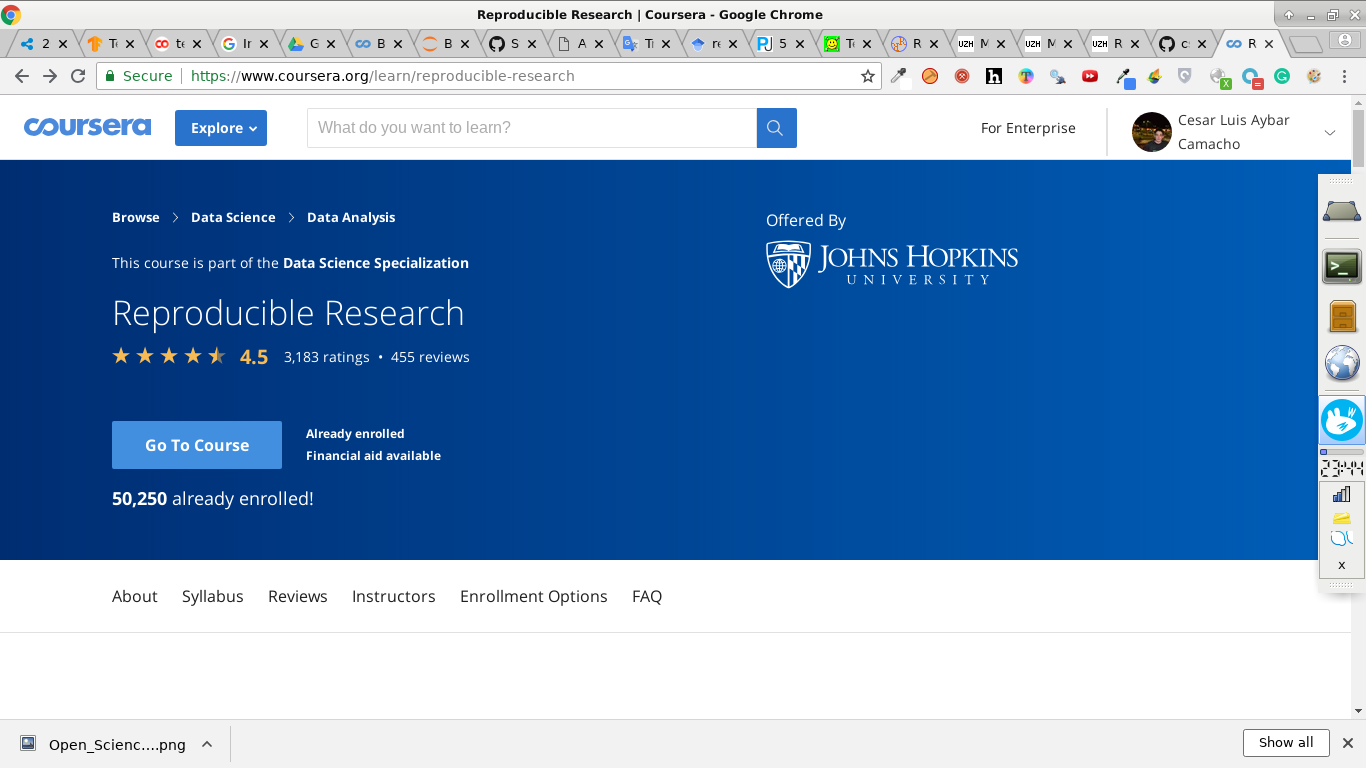 Reproducible Research | Coursera - Google Chrome
2
To
te
In
G
B
B
S
A
Tr
re
5
To
R
M
M
R
c
R
Secure
https://www.coursera.org/learn/reproducible-research
coursera
Explore
What do you want to learn?
For Enterprise
Cesar Luis Aybar
Camacho
Browse
Data Science
Data Analysis
Offered By
JOHNS HOPKINS
UNIVERSITY
This course is part of the Data Science Specialization
Reproducible Research
4.5 3,183 ratings • 455 reviews
Go To Course
Already enrolled
Financial aid available
50,250 already enrolled!
23:44
x
About
Syllabus
Reviews
Instructors
Enrollment Options
FAQ
Open_Scienc....png
Show all